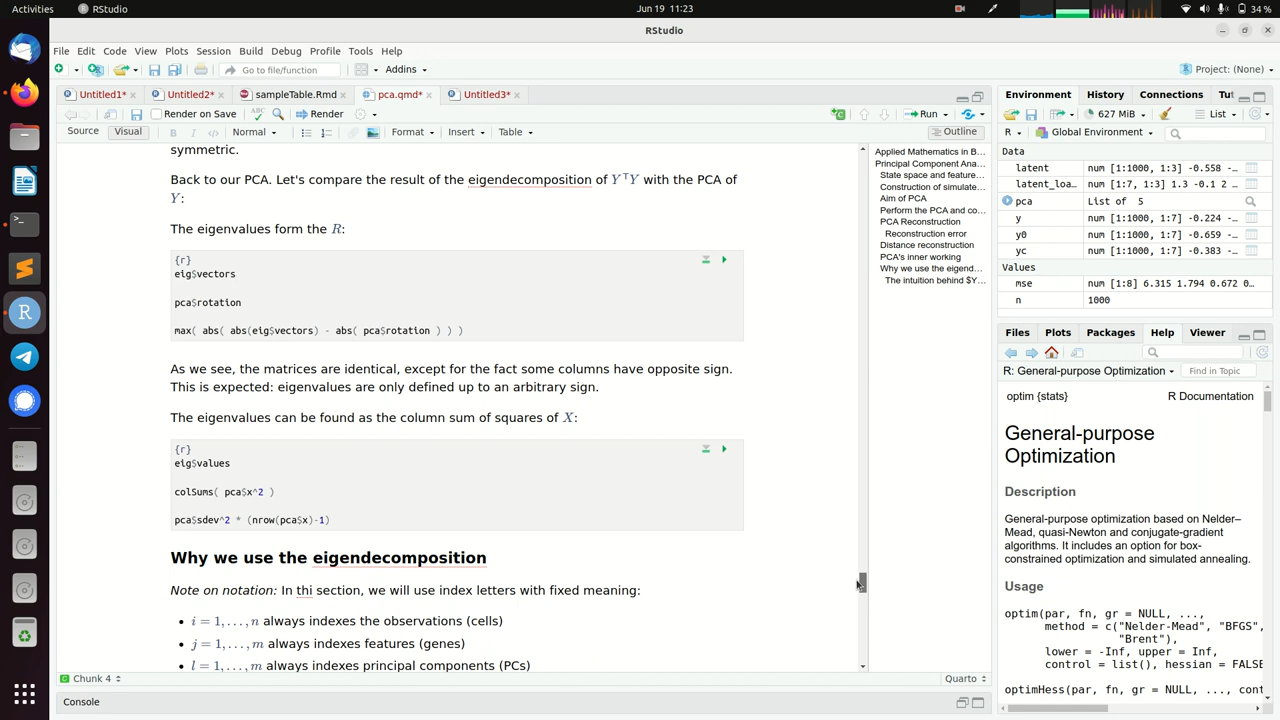 Activities
RStudio
Jun 19 11:23
34 %
RStudio
File Edit Code View Plots Session Build Debug Profile Tools Help
Go to file/function
Addins
Project: (None)
Untitled1*
Untitled2*
sampleTable.Rmd
pca.qmd*
Untitled3*
Render on Save
ABC
Render
Run
Source
Visual
B
I
</>
Normal
Format
Insert
Table
Outline
symmetric.
Back to our PCA. Let's compare the result of the eigendecomposition of Y⊤Y with the PCA of
Y:
The eigenvalues form the R:
{r}
eig$vectors
pca$rotation
max( abs( abs(eig$vectors) - abs( pca$rotation ) ) )
As we see, the matrices are identical, except for the fact some columns have opposite sign.
This is expected: eigenvalues are only defined up to an arbitrary sign.
The eigenvalues can be found as the column sum of squares of X:
{r}
eig$values
colSums( pca$x^2 )
pca$sdev^2 * (nrow(pca$x)-1)
Why we use the eigendecomposition
Note on notation: In thi section, we will use index letters with fixed meaning:
• i = 1, . . . , n always indexes the observations (cells)
• j = 1, . . . , m always indexes features (genes)
• l = 1, . . . , m always indexes principal components (PCs)
Chunk 4
Quarto
Console
Applied Mathematics in B...
Principal Component Ana...
State space and feature...
Construction of simulate...
Aim of PCA
Perform the PCA and co...
PCA Reconstruction
Reconstruction error
Distance reconstruction
PCA's inner working
Why we use the eigend...
The intuition behind $Y...
Environment History Connections Tut
627 MiB
List
R
Global Environment
Data
latent num [1:1000, 1:3] -0.558 -...
latent_loa... num [1:7, 1:3] 1.3 -0.1 2 ...
pca List of 5
y num [1:1000, 1:7] -0.224 -...
y0 num [1:1000, 1:7] -0.659 -...
yc num [1:1000, 1:7] -0.383 -...
Values
mse num [1:8] 6.315 1.794 0.672 0...
n 1000
Files Plots Packages Help Viewer
R: General-purpose Optimization
Find in Topic
optim {stats}
R Documentation
General-purpose
Optimization
Description
General-purpose optimization based on Nelder–
Mead, quasi-Newton and conjugate-gradient
algorithms. It includes an option for box-
constrained optimization and simulated annealing.
Usage
optim(par, fn, gr = NULL, ...,
method = c("Nelder-Mead", "BFGS",
"Brent"),
lower = -Inf, upper = Inf,
control = list(), hessian = FALSE
optimHess(par, fn, gr = NULL, ..., cont